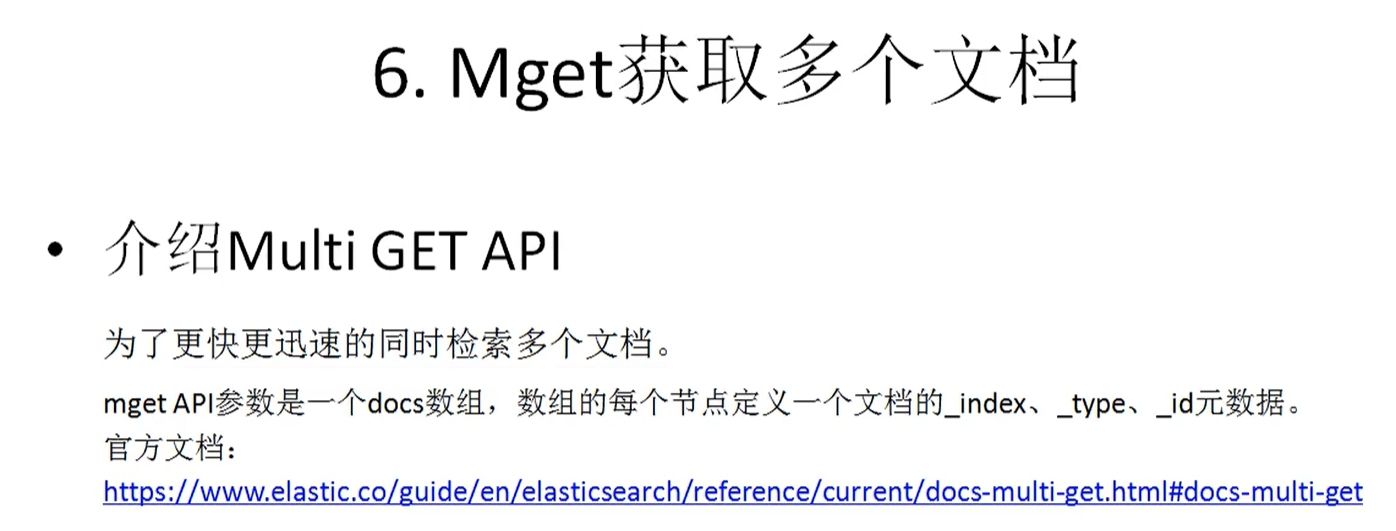 6. Mget获取多个文档
• 介绍Multi GET API
为了更快更迅速的同时检索多个文档。
mget API参数是一个docs数组，数组的每个节点定义一个文档的_index、_type、_id元数据。
官方文档：
https://www.elastic.co/guide/en/elasticsearch/reference/current/docs-multi-get.html#docs-multi-get